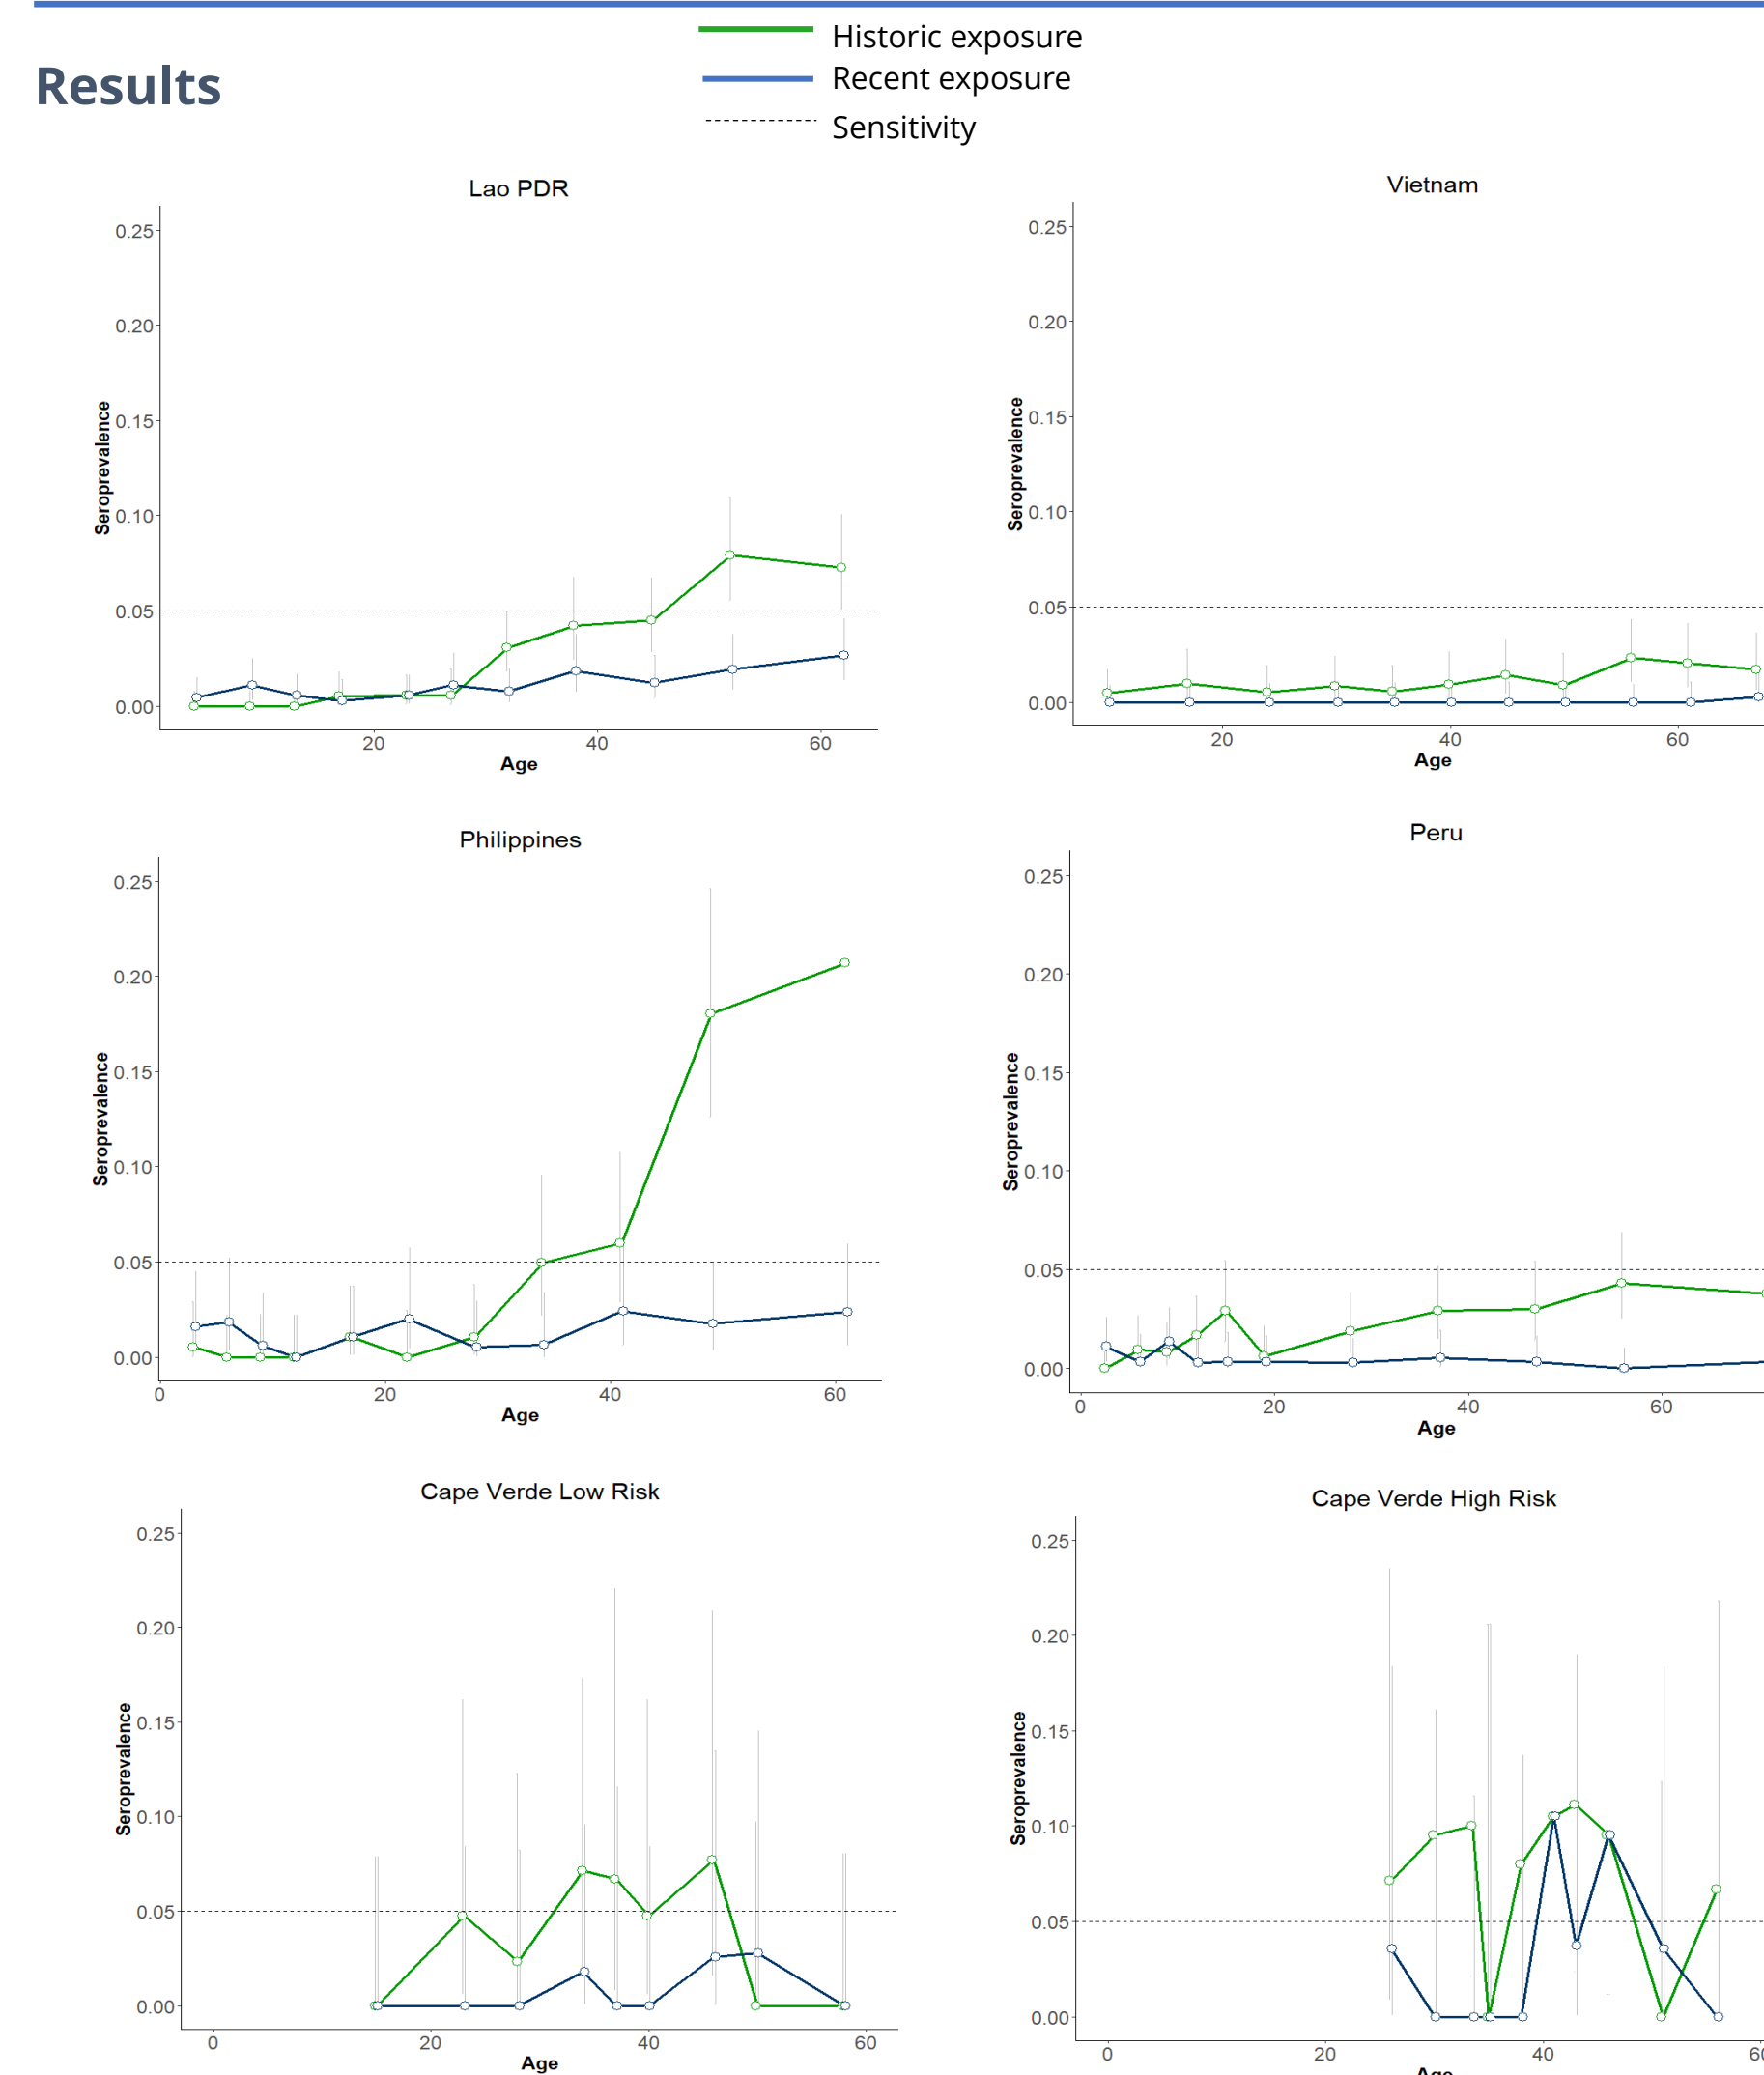 Historic exposure
Results
Recent exposure
Sensitivity
Lao PDR
0.25
0.20
0.15
0.10
0.05
0.00
Seroprevalence
20 40 60
Age
Vietnam
0.25
0.20
0.15
0.10
0.05
0.00
Seroprevalence
20 40 60
Age
Philippines
0.25
0.20
0.15
0.10
0.05
0.00
Seroprevalence
0 20 40 60
Age
Peru
0.25
0.20
0.15
0.10
0.05
0.00
Seroprevalence
0 20 40 60
Age
Cape Verde Low Risk
0.25
0.20
0.15
0.10
0.05
0.00
Seroprevalence
0 20 40 60
Age
Cape Verde High Risk
0.25
0.20
0.15
0.10
0.05
0.00
Seroprevalence
0 20 40 60
Age